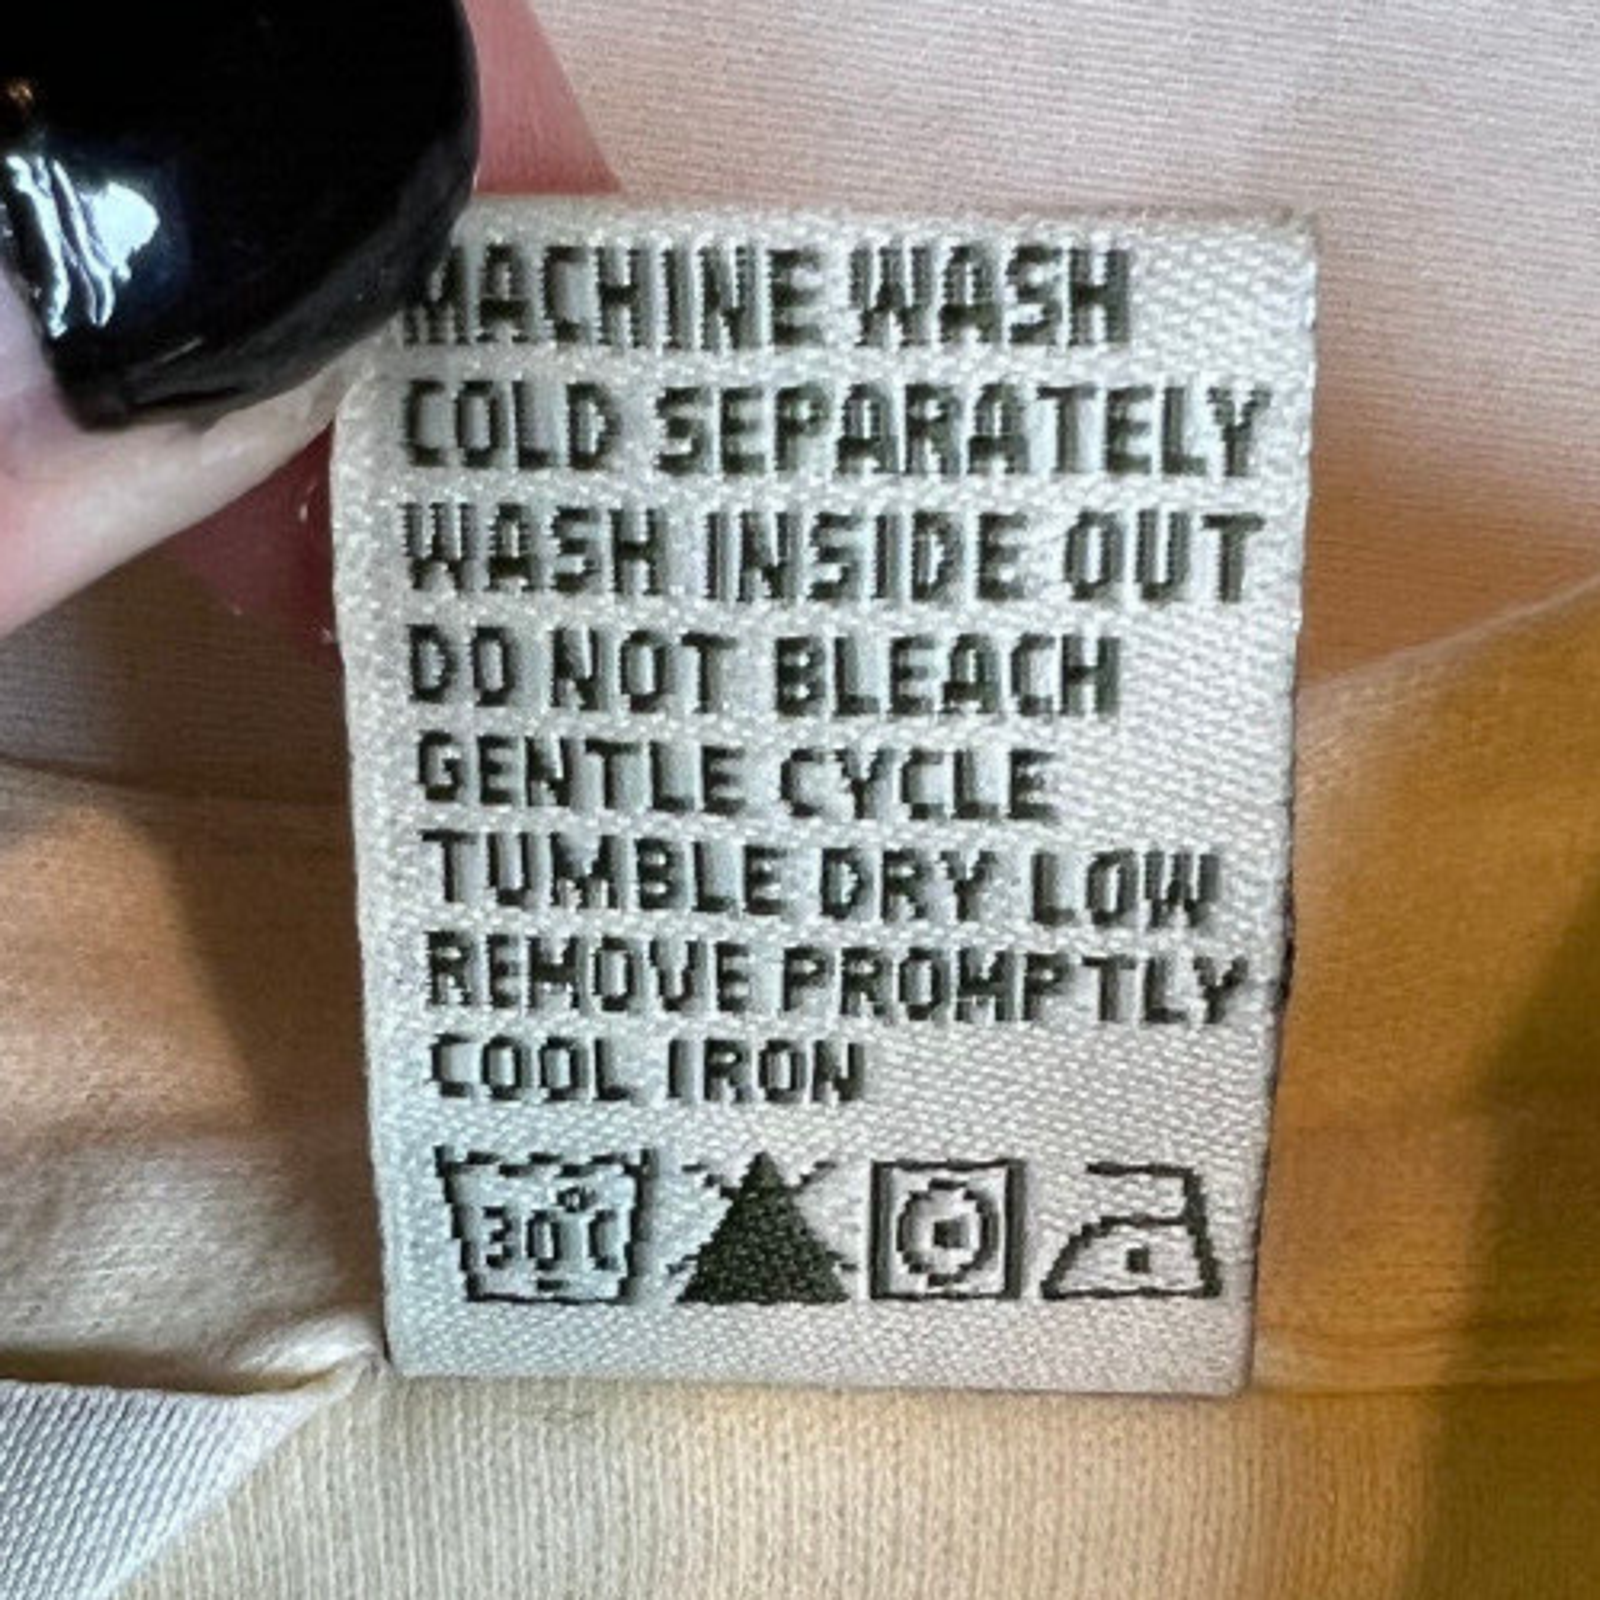 MACHINE WASH
COLD SEPARATELY
WASH INSIDE OUT
DO NOT BLEACH
GENTLE CYCLE
TUMBLE DRY LOW
REMOVE PROMPTLY
COOL IRON
30°C